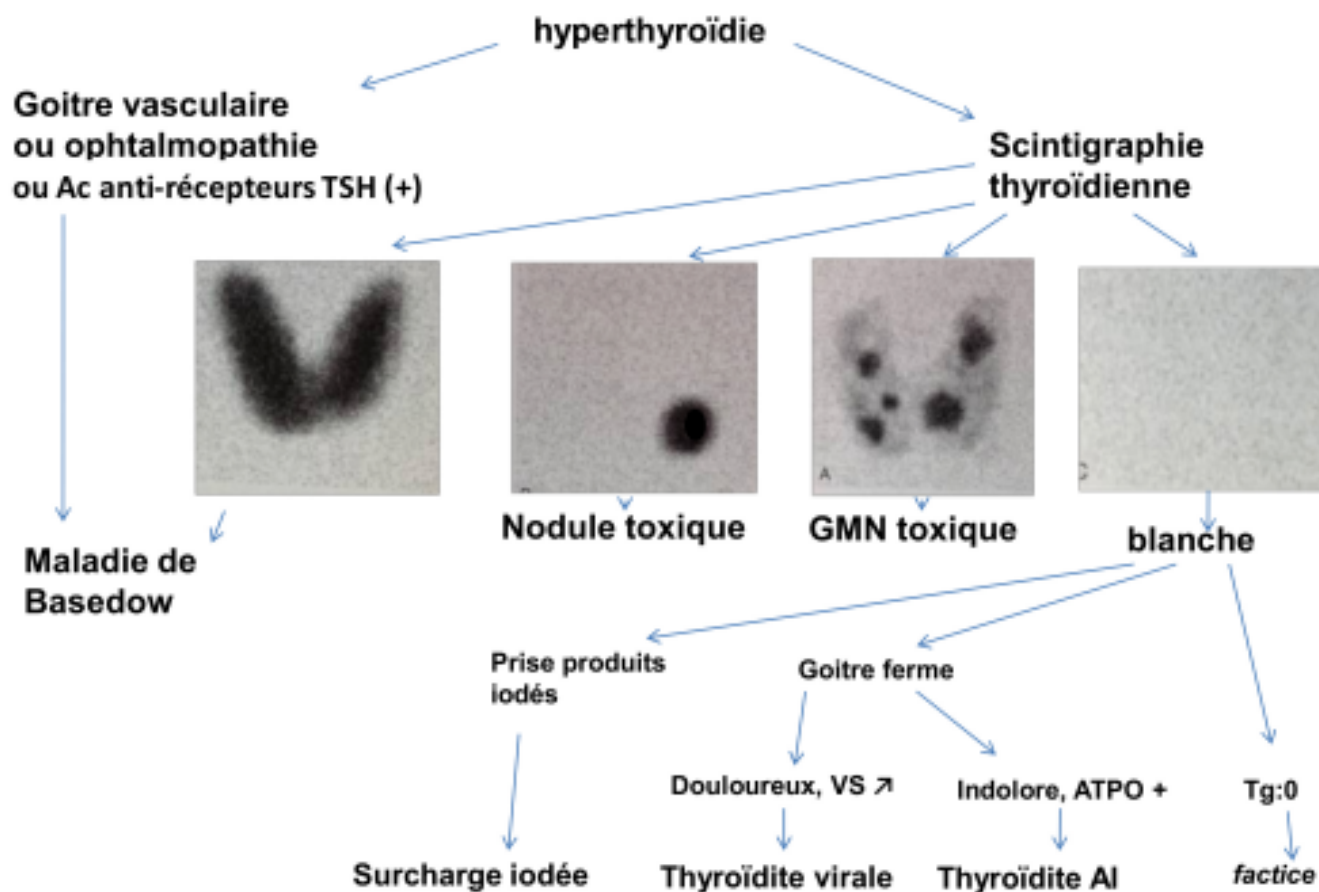 hyperthyroïdie
Goitre vasculaire
ou ophtalmopathie
ou Ac anti-récepteurs TSH (+)
Scintigraphie
thyroïdienne
A
C
Nodule toxique
GMN toxique
blanche
Maladie de
Basedow
Prise produits
iodés
Goitre ferme
Douloureux, VS ↗
Indolore, ATPO +
Tg:0
Surcharge iodée
Thyroïdite virale
Thyroïdite AI
factice